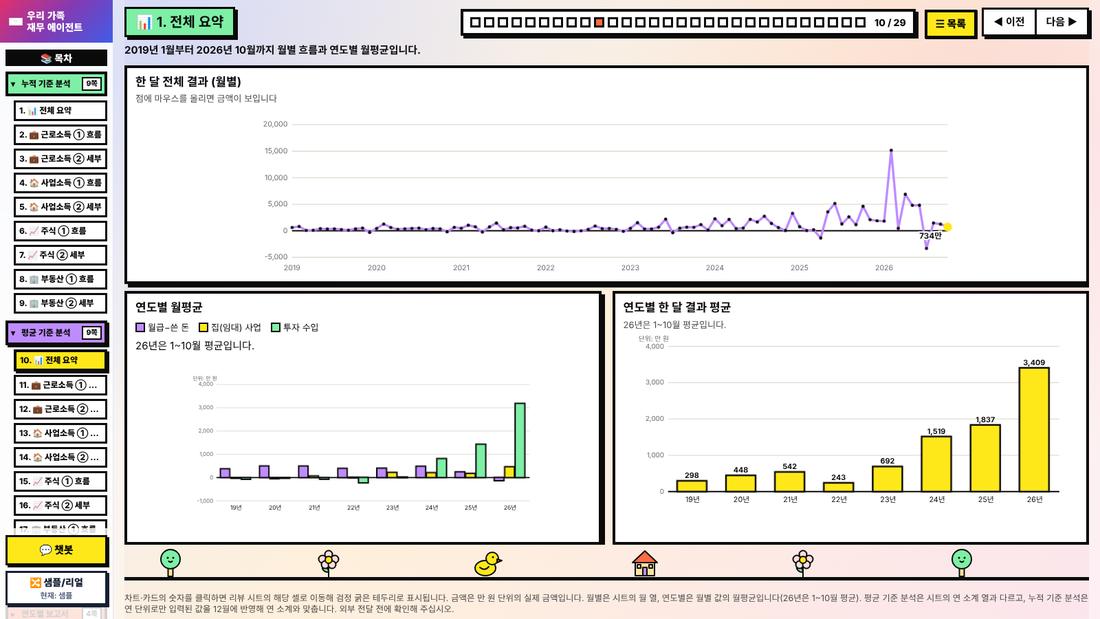 우리 가족
재무 에이전트
📚 목차
▼ 누적 기준 분석 9쪽
1. 📊 전체 요약
2. 💼 근로소득 ① 흐름
3. 💼 근로소득 ② 세부
4. 🏠 사업소득 ① 흐름
5. 🏠 사업소득 ② 세부
6. 📈 주식 ① 흐름
7. 📈 주식 ② 세부
8. 🏢 부동산 ① 흐름
9. 🏢 부동산 ② 세부
▼ 평균 기준 분석 9쪽
10. 📊 전체 요약
11. 💼 근로소득 ① ...
12. 💼 근로소득 ② ...
13. 🏠 사업소득 ① ...
14. 🏠 사업소득 ② ...
15. 📈 주식 ① 흐름
16. 📈 주식 ② 세부
17. 🏢 부동산 ① 흐름
💬 챗봇
🔀 샘플/리얼
현재: 샘플
연도별 보고서 4쪽
📊 1. 전체 요약
10 / 29
☰ 목록
◀ 이전
다음 ▶
2019년 1월부터 2026년 10월까지 월별 흐름과 연도별 월평균입니다.
한 달 전체 결과 (월별)
점에 마우스를 올리면 금액이 보입니다
20,000
15,000
10,000
5,000
0
-5,000
734만
2019 2020 2021 2022 2023 2024 2025 2026
연도별 월평균
월급−쓴 돈 집(임대) 사업 투자 수입
26년은 1~10월 평균입니다.
단위: 만 원
4,000
3,000
2,000
1,000
0
-1,000
19년 20년 21년 22년 23년 24년 25년 26년
연도별 한 달 결과 평균
26년은 1~10월 평균입니다.
단위: 만 원
4,000
3,000
2,000
1,000
0
298 448 542 243 692 1,519 1,837 3,409
19년 20년 21년 22년 23년 24년 25년 26년
차트·카드의 숫자를 클릭하면 리뷰 시트의 해당 셀로 이동해 검정 굵은 테두리로 표시됩니다. 금액은 만 원 단위의 실제 금액입니다. 월별은 시트의 월 열, 연도별은 월별 값의 월평균입니다(26년은 1~10월 평균). 평균 기준 분석은 시트의 연 소계 열과 다르고, 누적 기준 분석은
연 단위로만 입력된 값을 12월에 반영해 연 소계와 맞춥니다. 외부 전달 전에 확인해 주십시오.